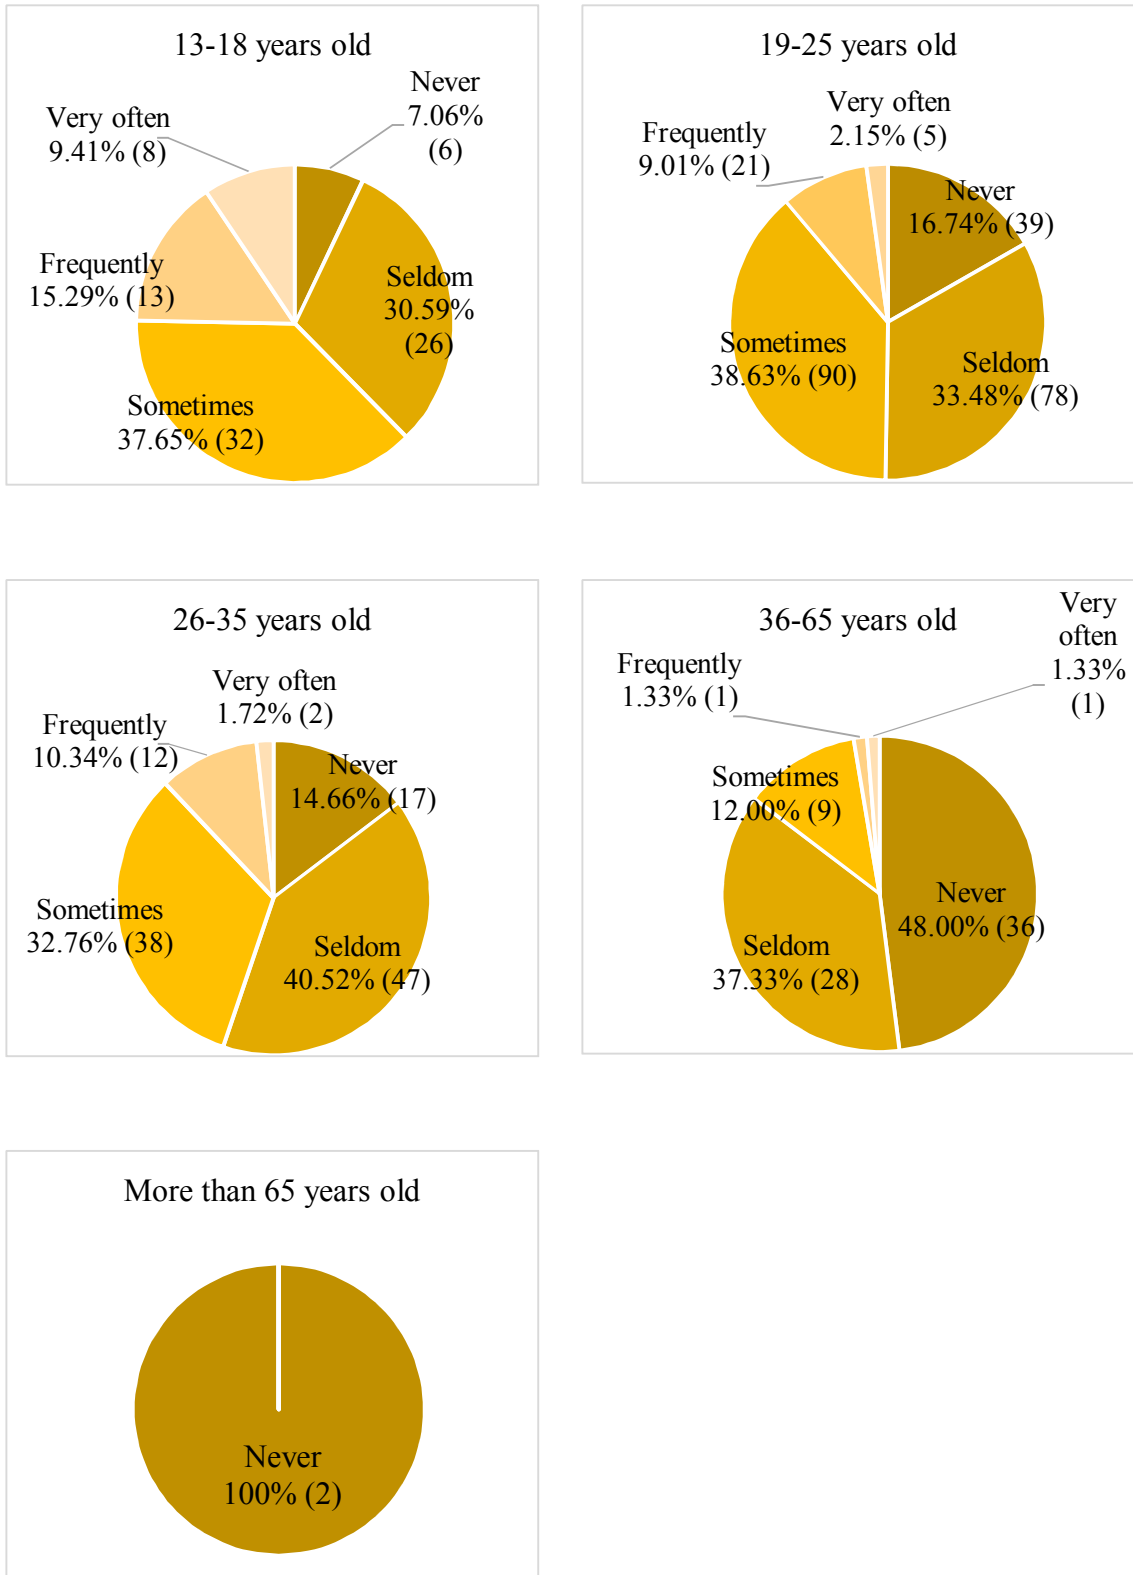 13-18 years old
Never
7.06%
(6)
Very often
9.41% (8)
Frequently
15.29% (13)
Seldom
30.59%
(26)
Sometimes
37.65% (32)
19-25 years old
Very often
2.15% (5)
Frequently
9.01% (21)
Never
16.74% (39)
Sometimes
38.63% (90)
Seldom
33.48% (78)
26-35 years old
Very often
1.72% (2)
Frequently
10.34% (12)
Never
14.66% (17)
Sometimes
32.76% (38)
Seldom
40.52% (47)
36-65 years old
Very
often
1.33%
(1)
Frequently
1.33% (1)
Sometimes
12.00% (9)
Never
48.00% (36)
Seldom
37.33% (28)
More than 65 years old
Never
100% (2)